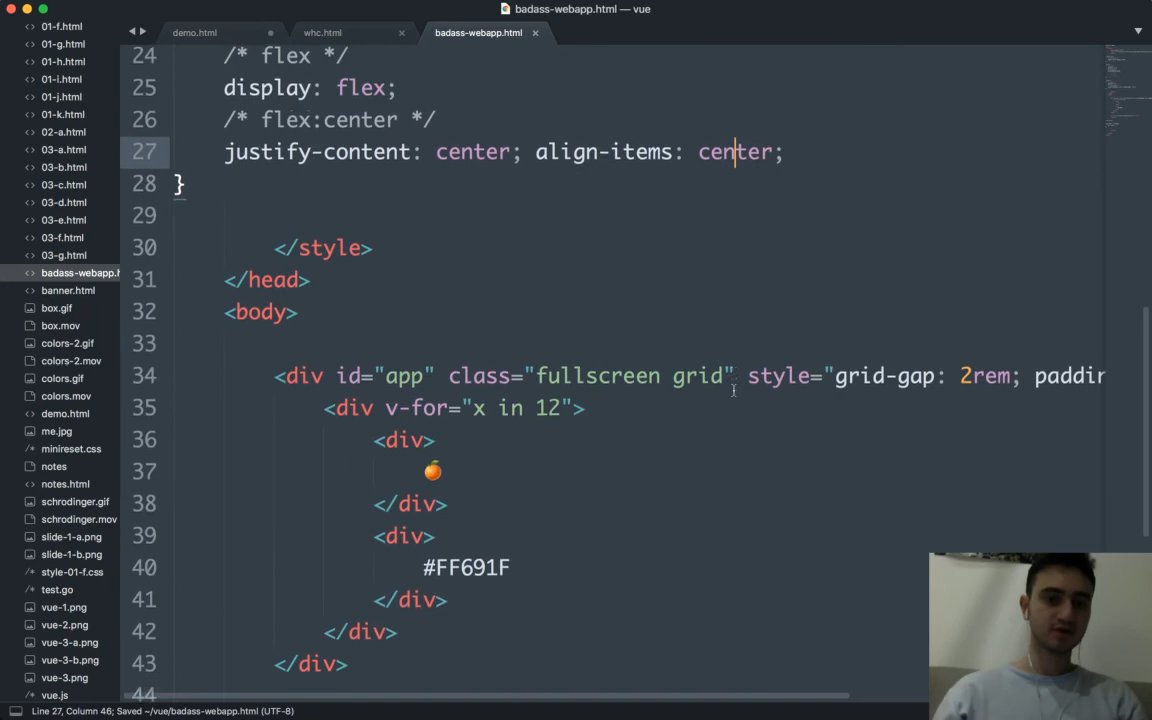 badass-webapp.html — vue
demo.html
whc.html
badass-webapp.html
01-f.html
01-g.html
01-h.html
01-i.html
01-j.html
01-k.html
02-a.html
03-a.html
03-b.html
03-c.html
03-d.html
03-e.html
03-f.html
03-g.html
badass-webapp.h
banner.html
box.gif
box.mov
colors-2.gif
colors-2.mov
colors.gif
colors.mov
demo.html
me.jpg
minireset.css
notes
notes.html
schrodinger.gif
schrodinger.mov
slide-1-a.png
slide-1-b.png
style-01-f.css
test.go
vue-1.png
vue-2.png
vue-3-a.png
vue-3-b.png
vue-3.png
vue.js
24 /* flex */
25 display: flex;
26 /* flex:center */
27 justify-content: center; align-items: center;
28 }
29
30 </style>
31 </head>
32 <body>
33
34 <div id="app" class="fullscreen grid" style="grid-gap: 2rem; paddin
35 <div v-for="x in 12">
36 <div>
37 🍊
38 </div>
39 <div>
40 #FF691F
41 </div>
42 </div>
43 </div>
44
Line 27, Column 46; Saved ~/vue/badass-webapp.html (UTF-8)